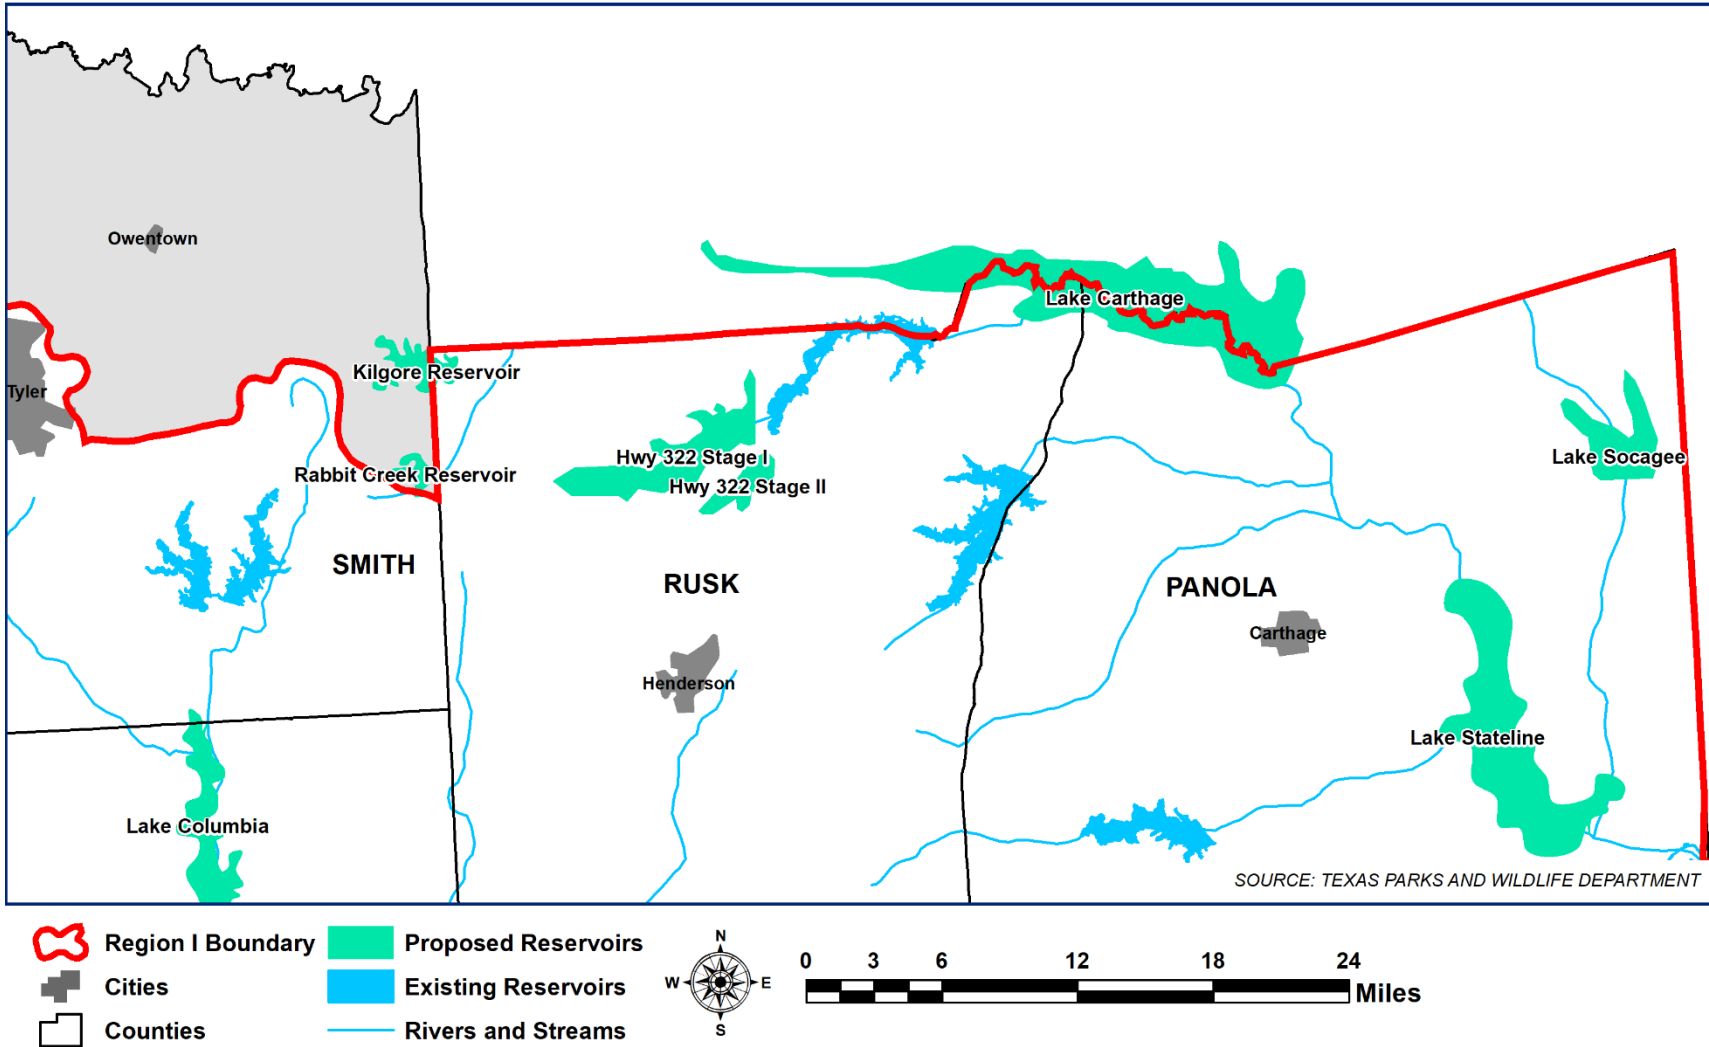 Owentown
Lake Carthage
Kilgore Reservoir
Tyler
Hwy 322 Stage I
Lake Socagee
Rabbit Creek Reservoir
Hwy 322 Stage II
SMITH
RUSK
PANOLA
Carthage
Henderson
Lake Stateline
Lake Columbia
SOURCE: TEXAS PARKS AND WILDLIFE DEPARTMENT
Region I Boundary
Proposed Reservoirs
Cities
Existing Reservoirs
Counties
Rivers and Streams
N
W E
S
0 3 6 12 18 24
Miles